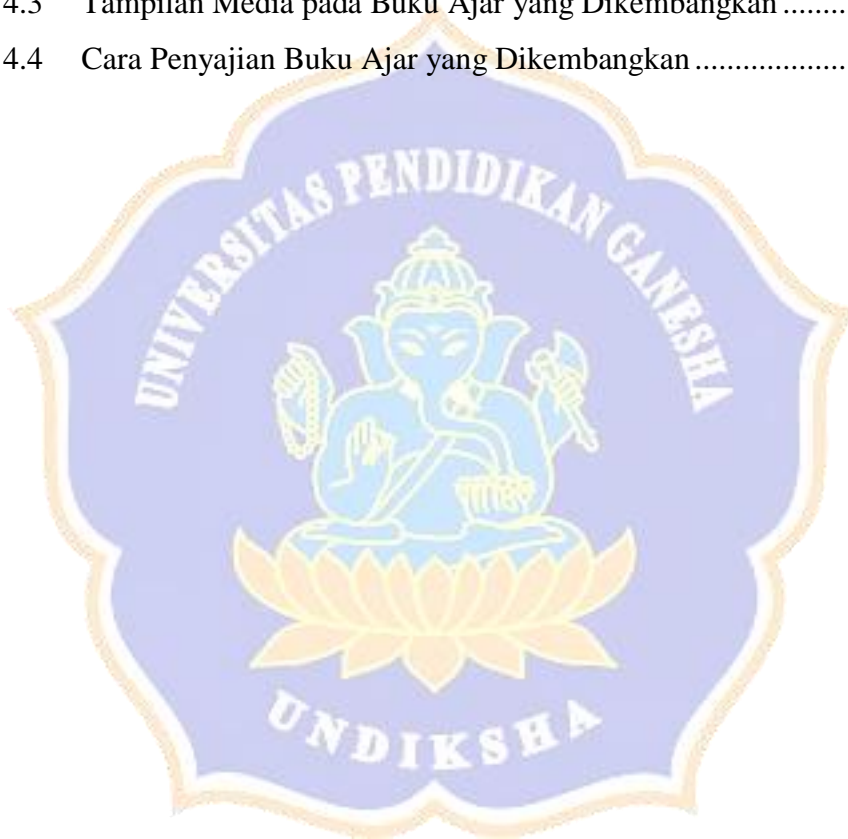 4.3 Tampilan Media pada Buku Ajar yang Dikembangkan ........
4.4 Cara Penyajian Buku Ajar yang Dikembangkan ...................
UNIVERSITAS PENDIDIKAN GANESHA
UNDIKSHA